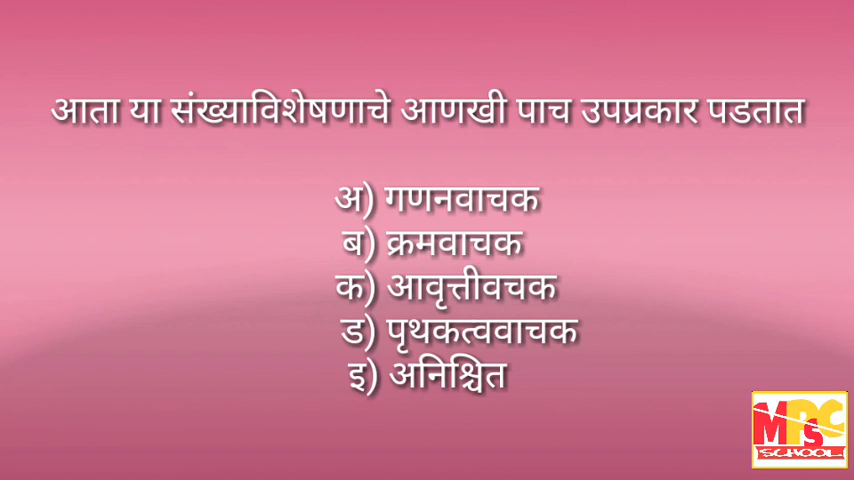 आता या संख्याविशेषणाचे आणखी पाच उपप्रकार पडतात
अ) गणनवाचक
ब) क्रमवाचक
क) आवृत्तीवचक
ड) पृथकत्ववाचक
इ) अनिश्चित
MPSC
SCHOOL